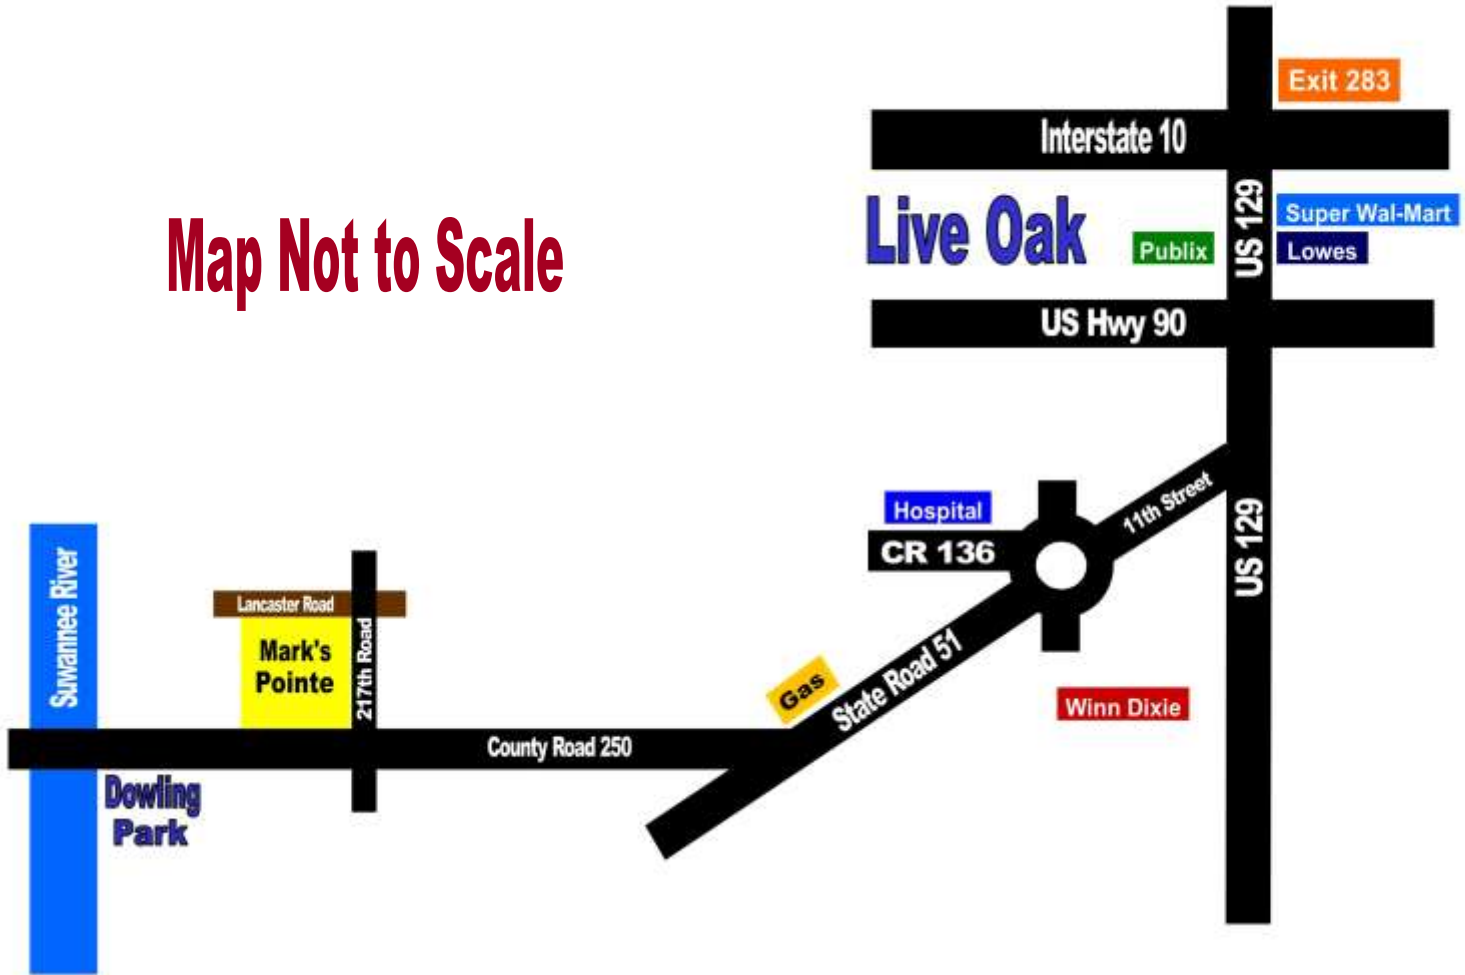 Exit 283
Interstate 10
Map Not to Scale
Live Oak
Publix
US 129
Super Wal-Mart
Lowes
US Hwy 90
11th Street
Hospital
CR 136
US 129
Suwannee River
Lancaster Road
Mark's
Pointe
217th Road
Gas
State Road 51
Winn Dixie
County Road 250
Dowling
Park